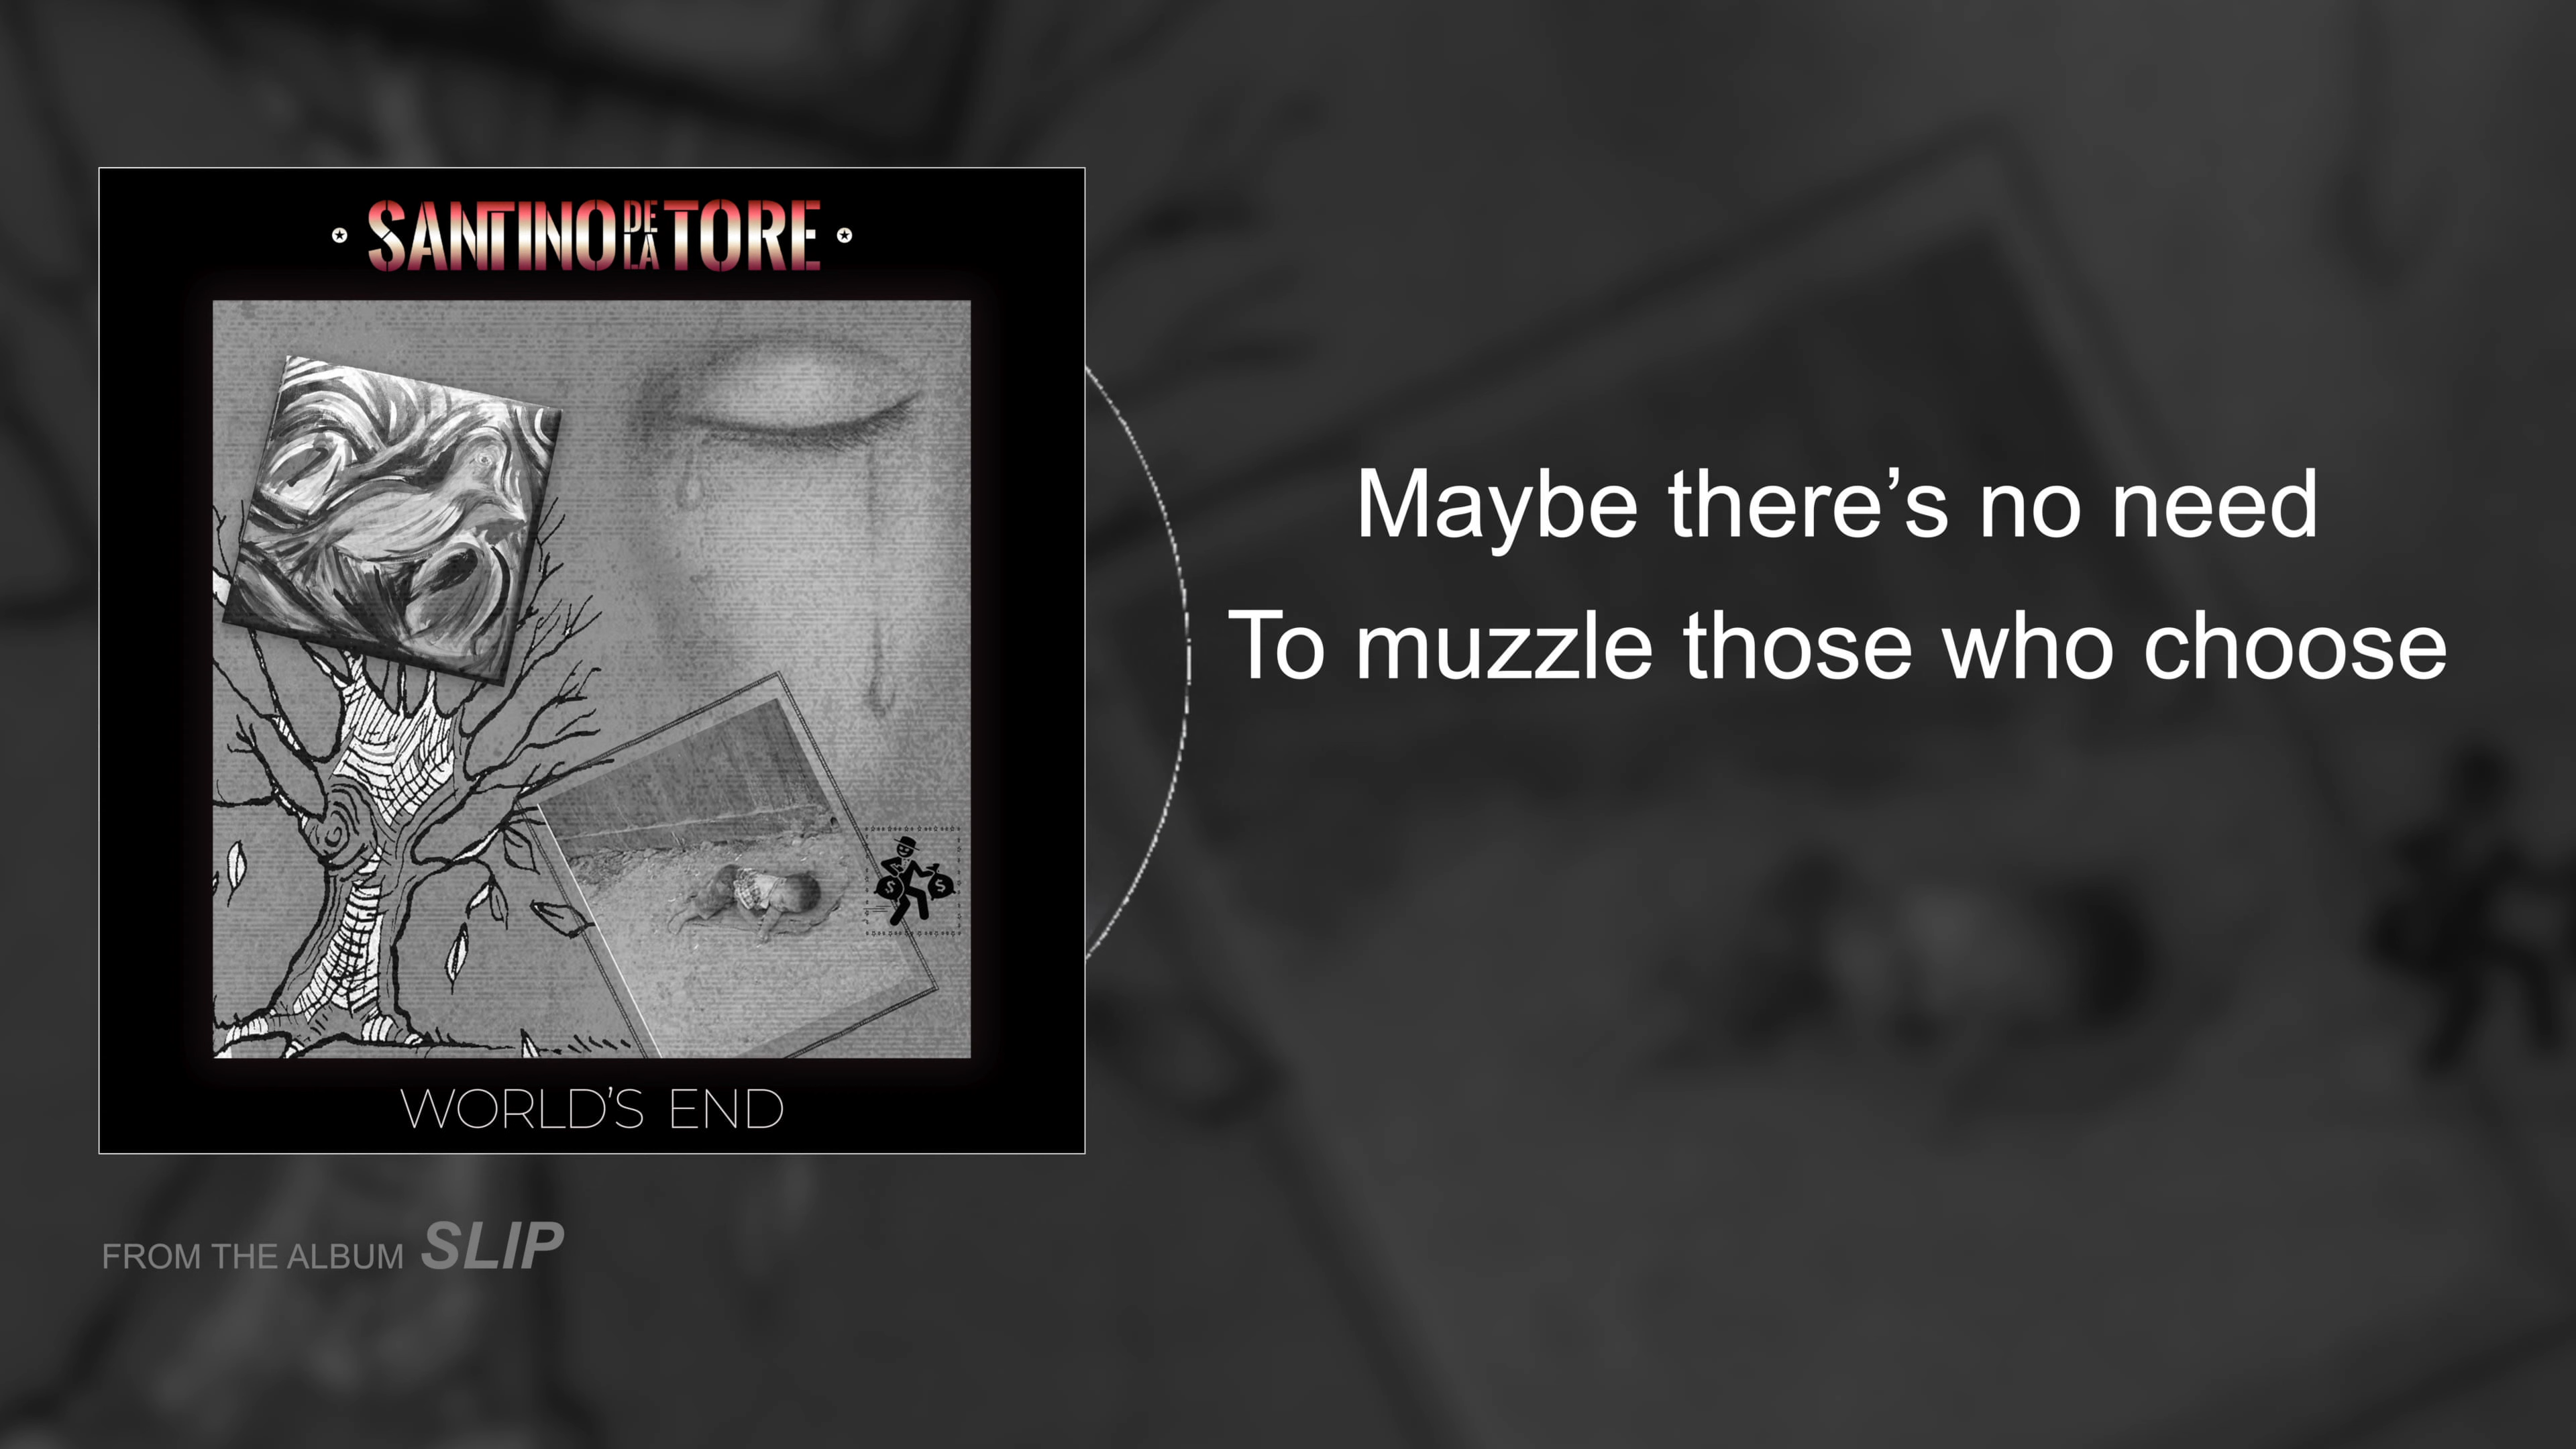 SANTINO DE LA TORE
WORLD'S END
FROM THE ALBUM SLIP
Maybe there’s no need
To muzzle those who choose